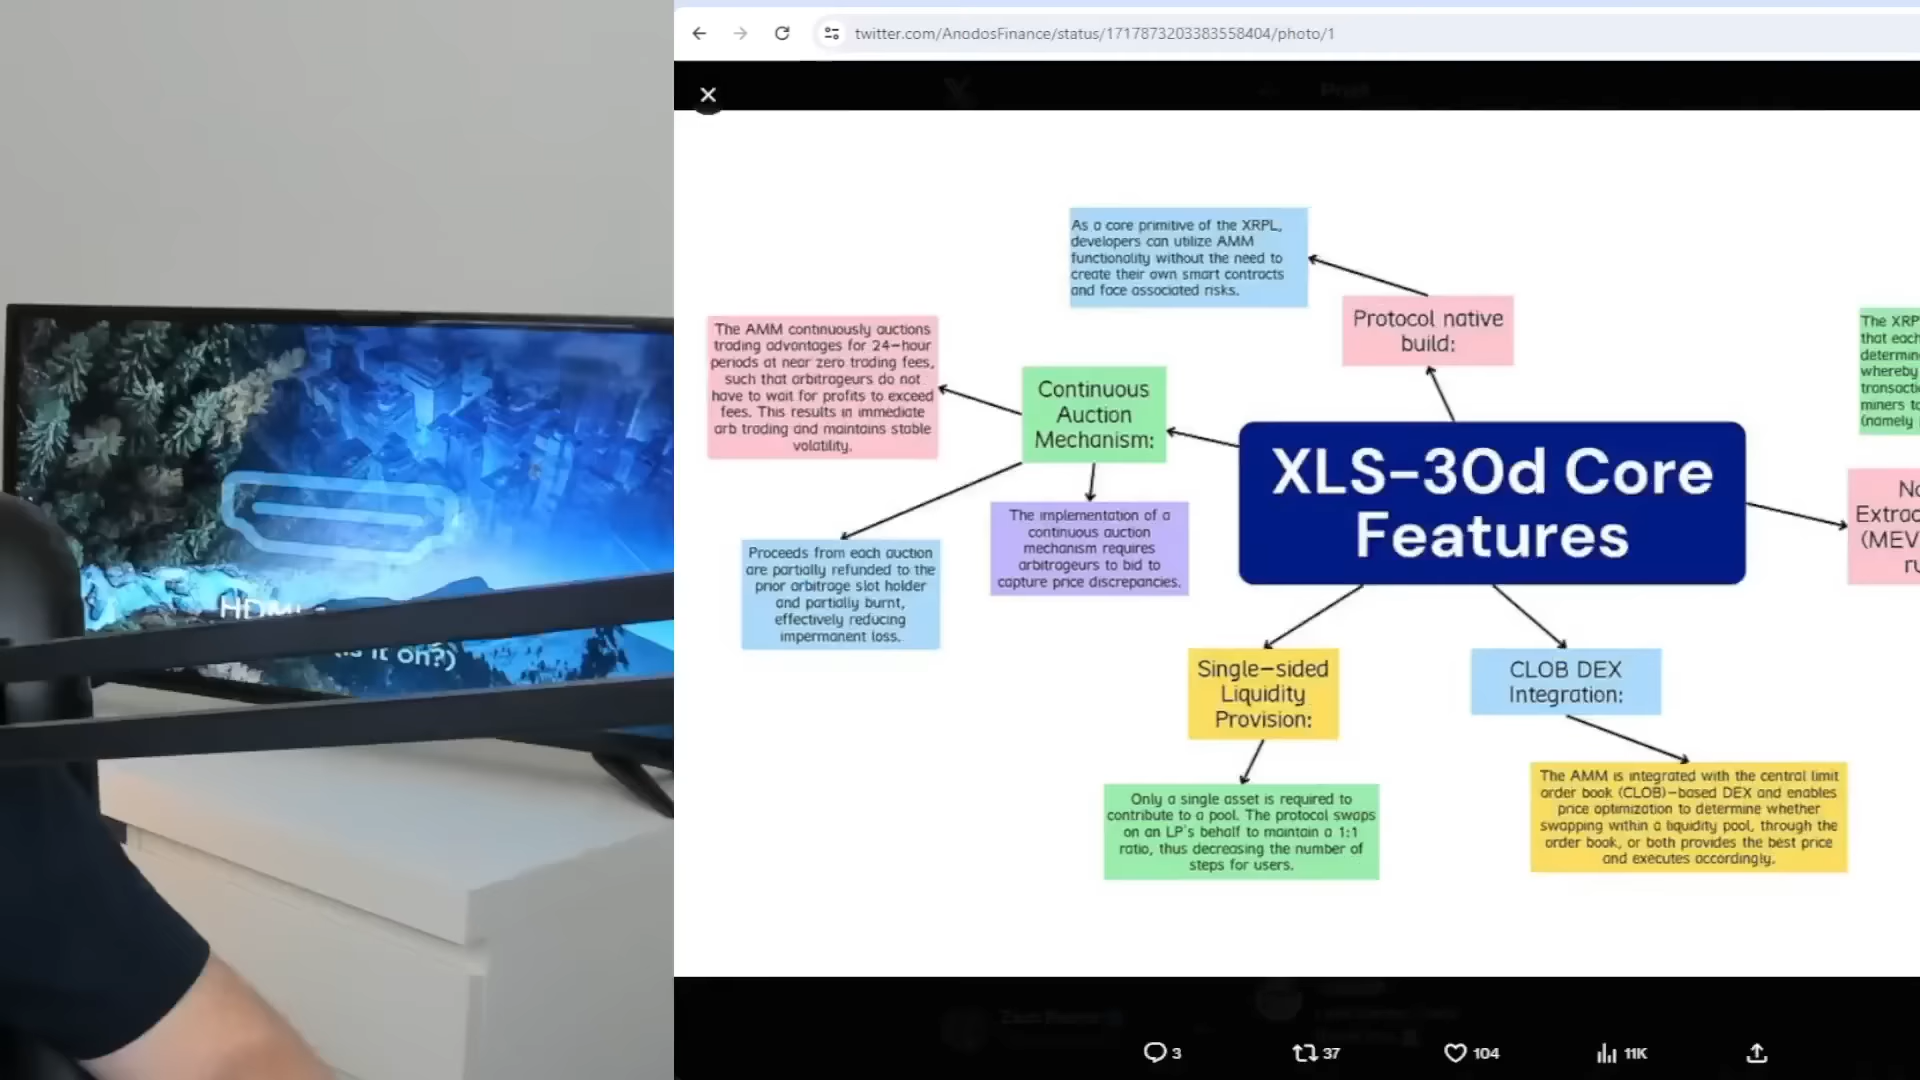 twitter.com/AnodosFinance/status/1717873203383558404/photo/1
Post
As a core primitive of the XRPL,
developers can utilize AMM
functionality without the need to
create their own smart contracts
and face associated risks.
Protocol native
build:
The AMM continuously auctions
trading advantages for 24-hour
periods at near zero trading fees,
such that arbitrageurs do not
have to wait for profits to exceed
fees. This results in immediate
arb trading and maintains stable
volatility.
Continuous
Auction
Mechanism:
The XRP
that each
determin
whereby
transacti
miners to
(namely
XLS-30d Core
Features
No
Extrac
(MEV
ru
The implementation of a
continuous auction
mechanism requires
arbitrageurs to bid to
capture price discrepancies.
Proceeds from each auction
are partially refunded to the
prior arbitrage slot holder
and partially burnt,
effectively reducing
impermanent loss.
HDMI
is it on?)
Single-sided
Liquidity
Provision:
CLOB DEX
Integration:
Only a single asset is required to
contribute to a pool. The protocol swaps
on an LP's behalf to maintain a 1:1
ratio, thus decreasing the number of
steps for users.
The AMM is integrated with the central limit
order book (CLOB)-based DEX and enables
price optimization to determine whether
swapping within a liquidity pool, through the
order book, or both provides the best price
and executes accordingly.
3
37
104
11K